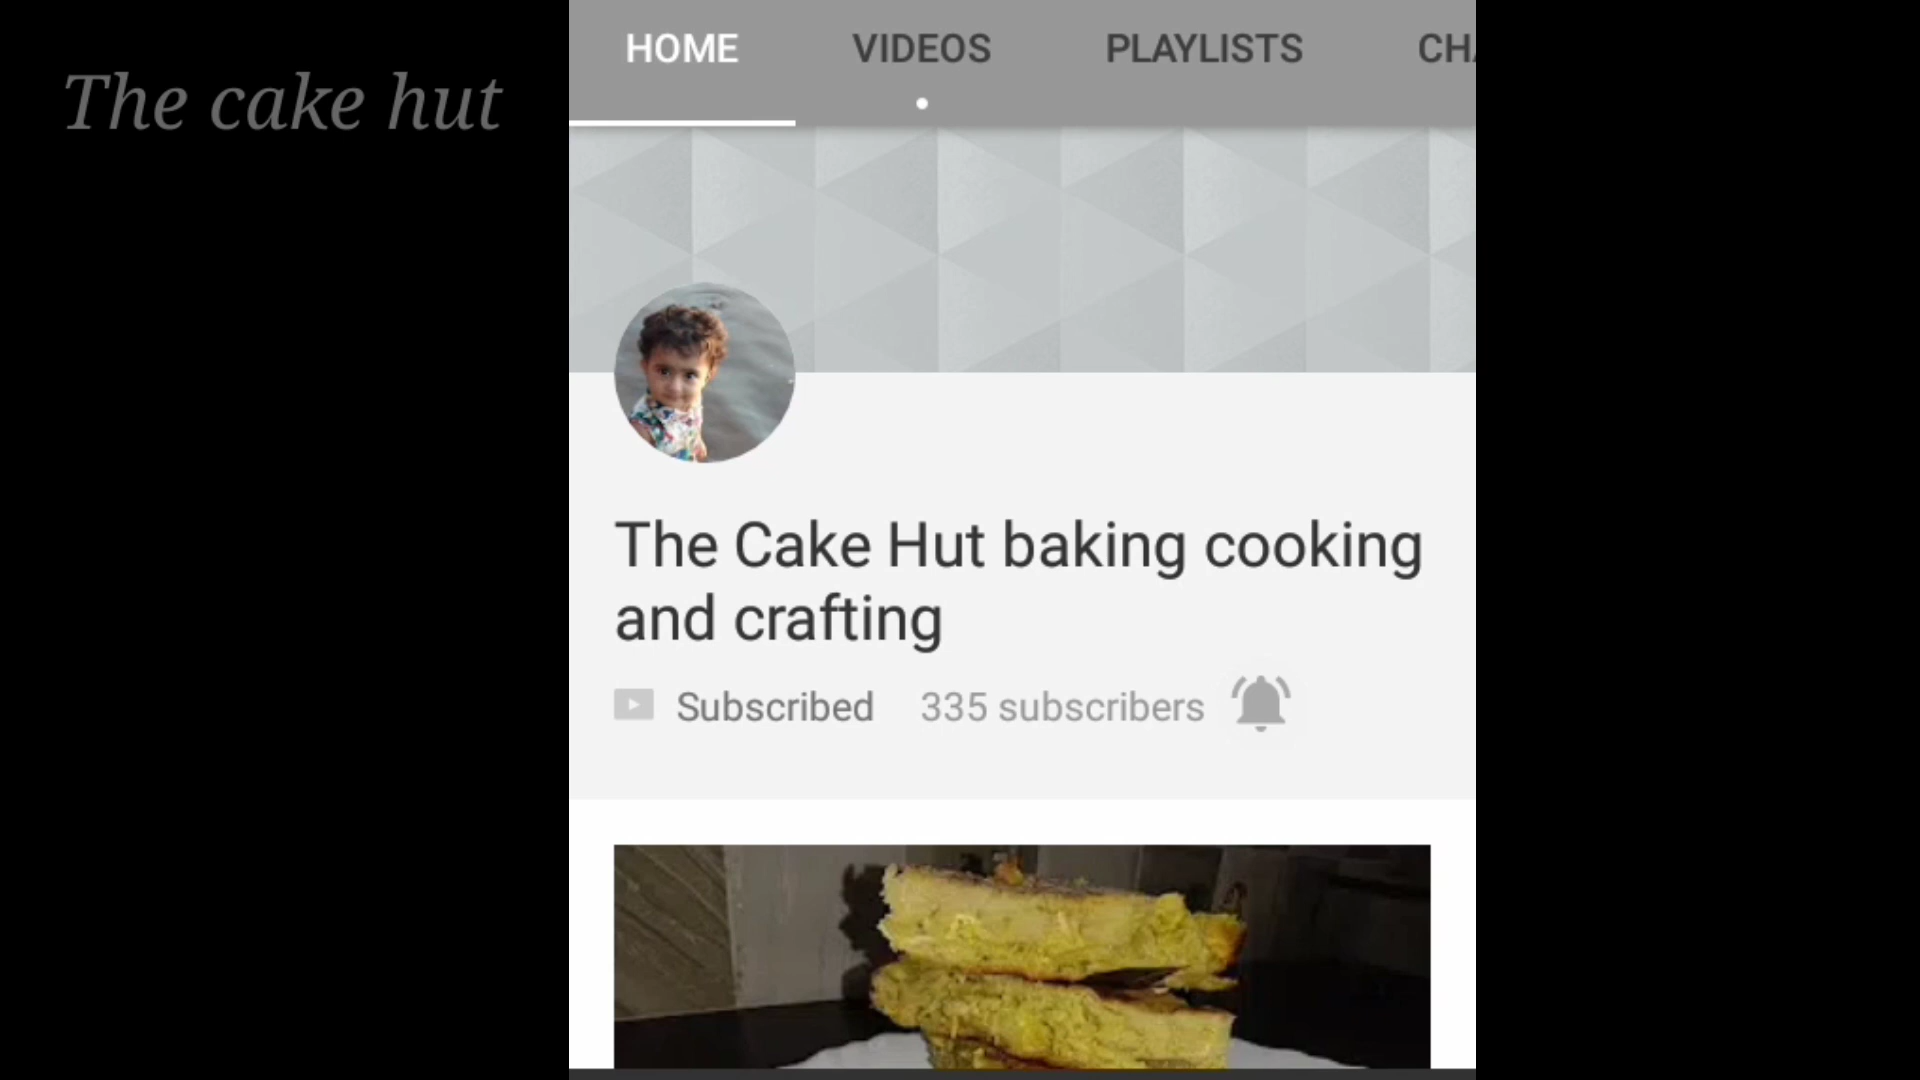 The cake hut
HOME VIDEOS PLAYLISTS
The Cake Hut baking cooking
and crafting
Subscribed 335 subscribers